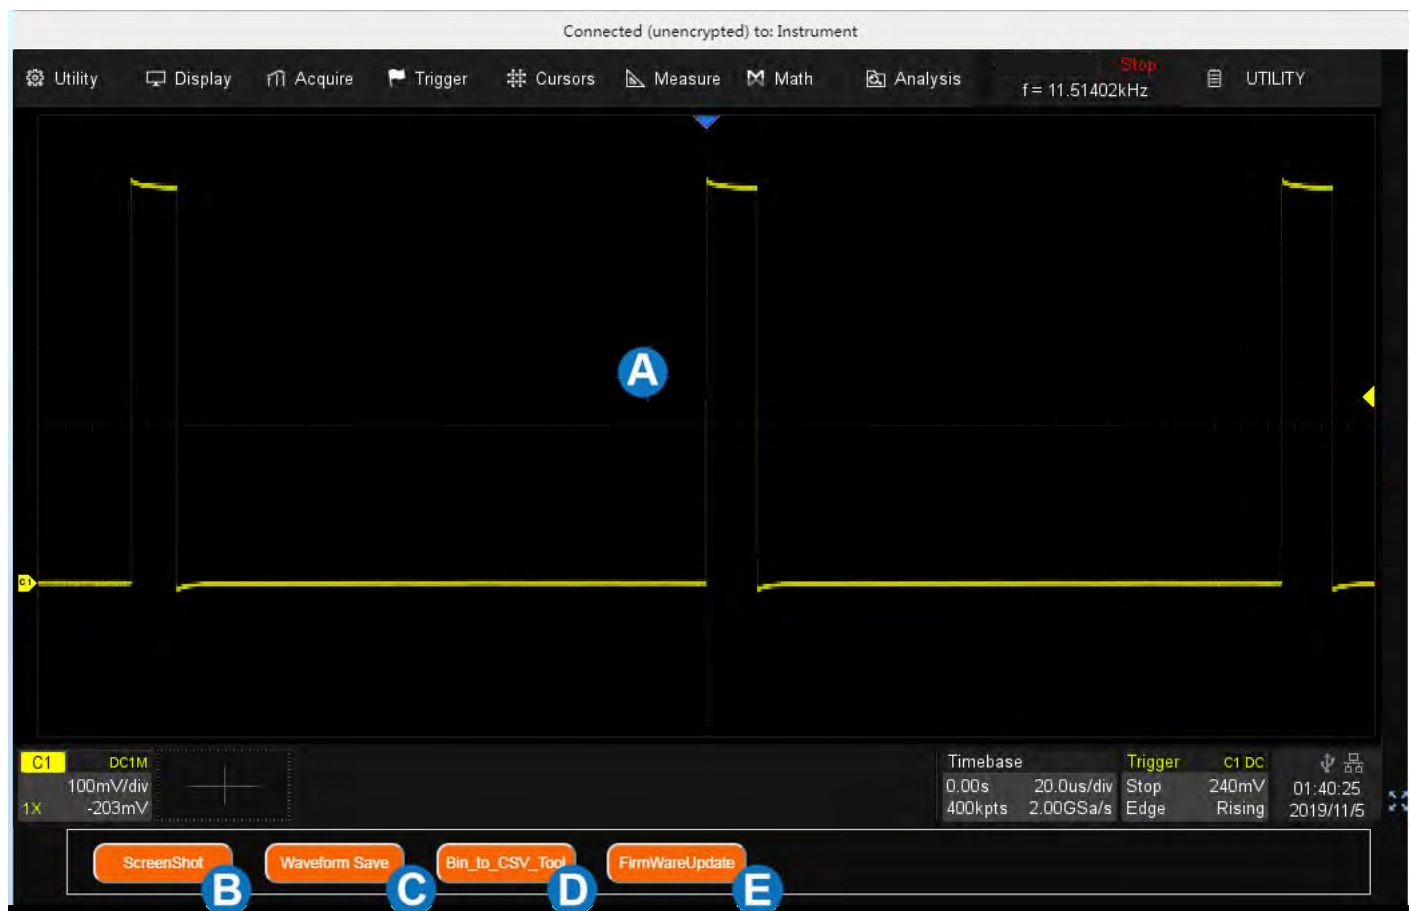 Connected (unencrypted) to: Instrument
Utility Display Acquire Trigger Cursors Measure Math Analysis Stop UTILITY
f = 11.51402kHz
A
C1
C1 DC1M
100mV/div
1X -203mV
Timebase
0.00s 20.0us/div
400kpts 2.00GSa/s
Trigger C1 DC
Stop 240mV
Edge Rising
01:40:25
2019/11/5
ScreenShot Waveform Save Bin_to_CSV_Tool FirmWareUpdate
B C D E